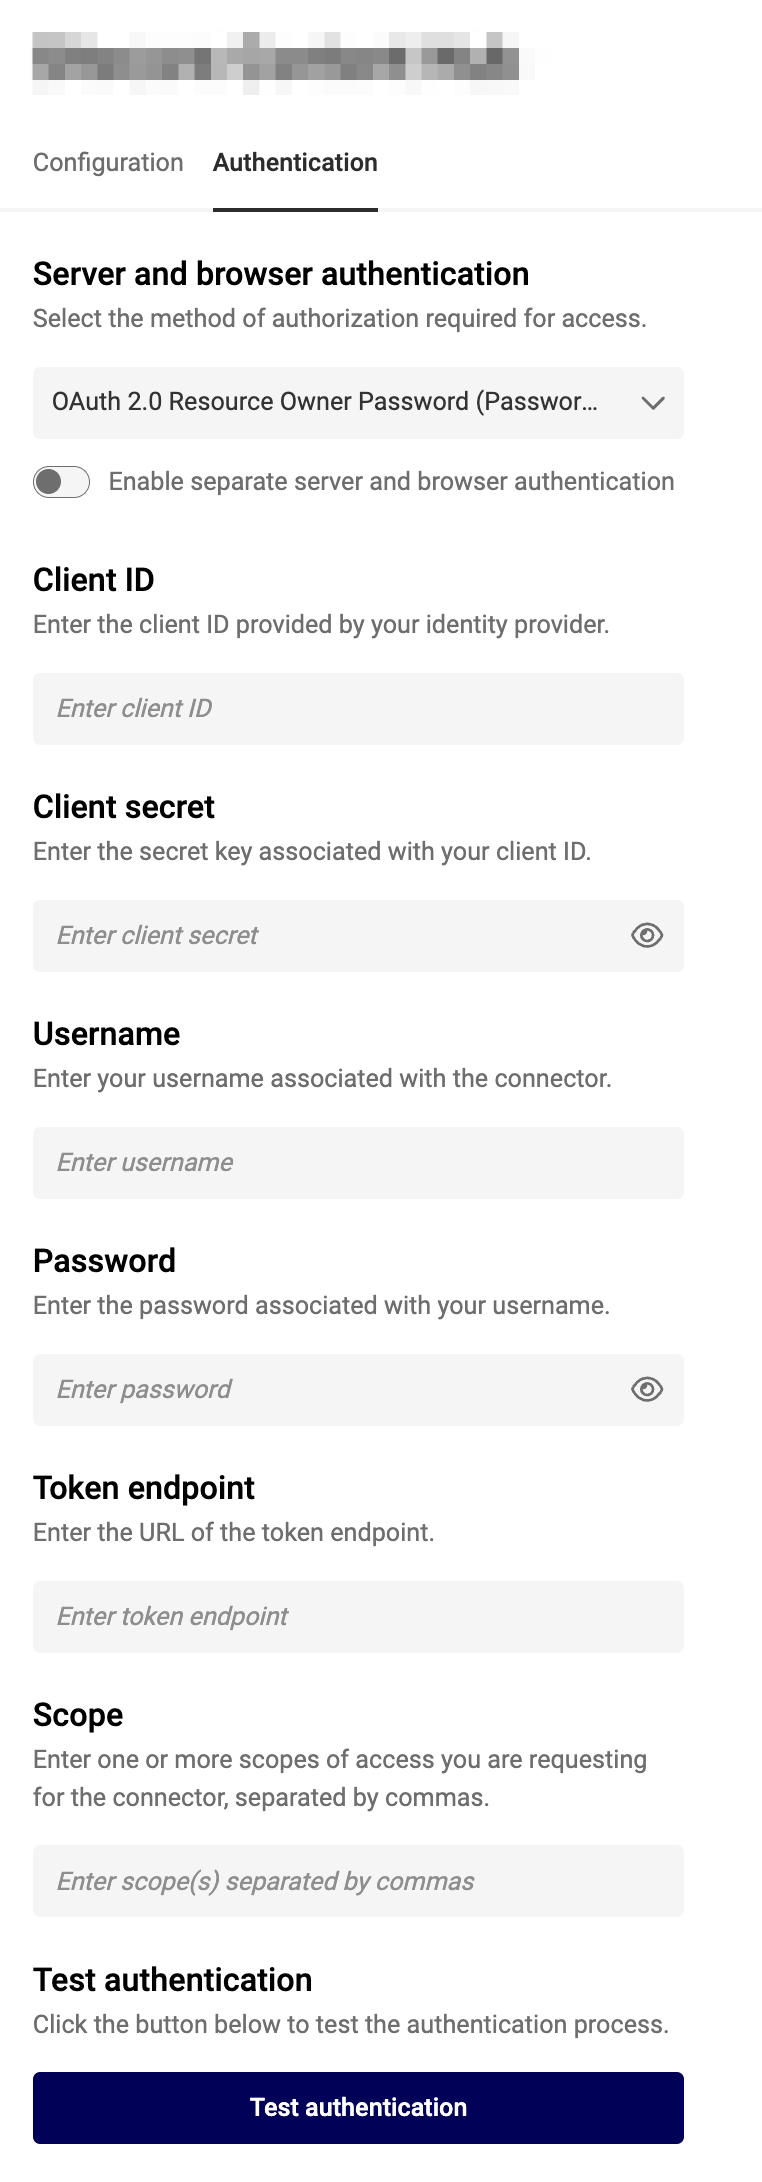 Configuration Authentication
Server and browser authentication
Select the method of authorization required for access.
OAuth 2.0 Resource Owner Password (Passwor...
Enable separate server and browser authentication
Client ID
Enter the client ID provided by your identity provider.
Enter client ID
Client secret
Enter the secret key associated with your client ID.
Enter client secret
Username
Enter your username associated with the connector.
Enter username
Password
Enter the password associated with your username.
Enter password
Token endpoint
Enter the URL of the token endpoint.
Enter token endpoint
Scope
Enter one or more scopes of access you are requesting
for the connector, separated by commas.
Enter scope(s) separated by commas
Test authentication
Click the button below to test the authentication process.
Test authentication